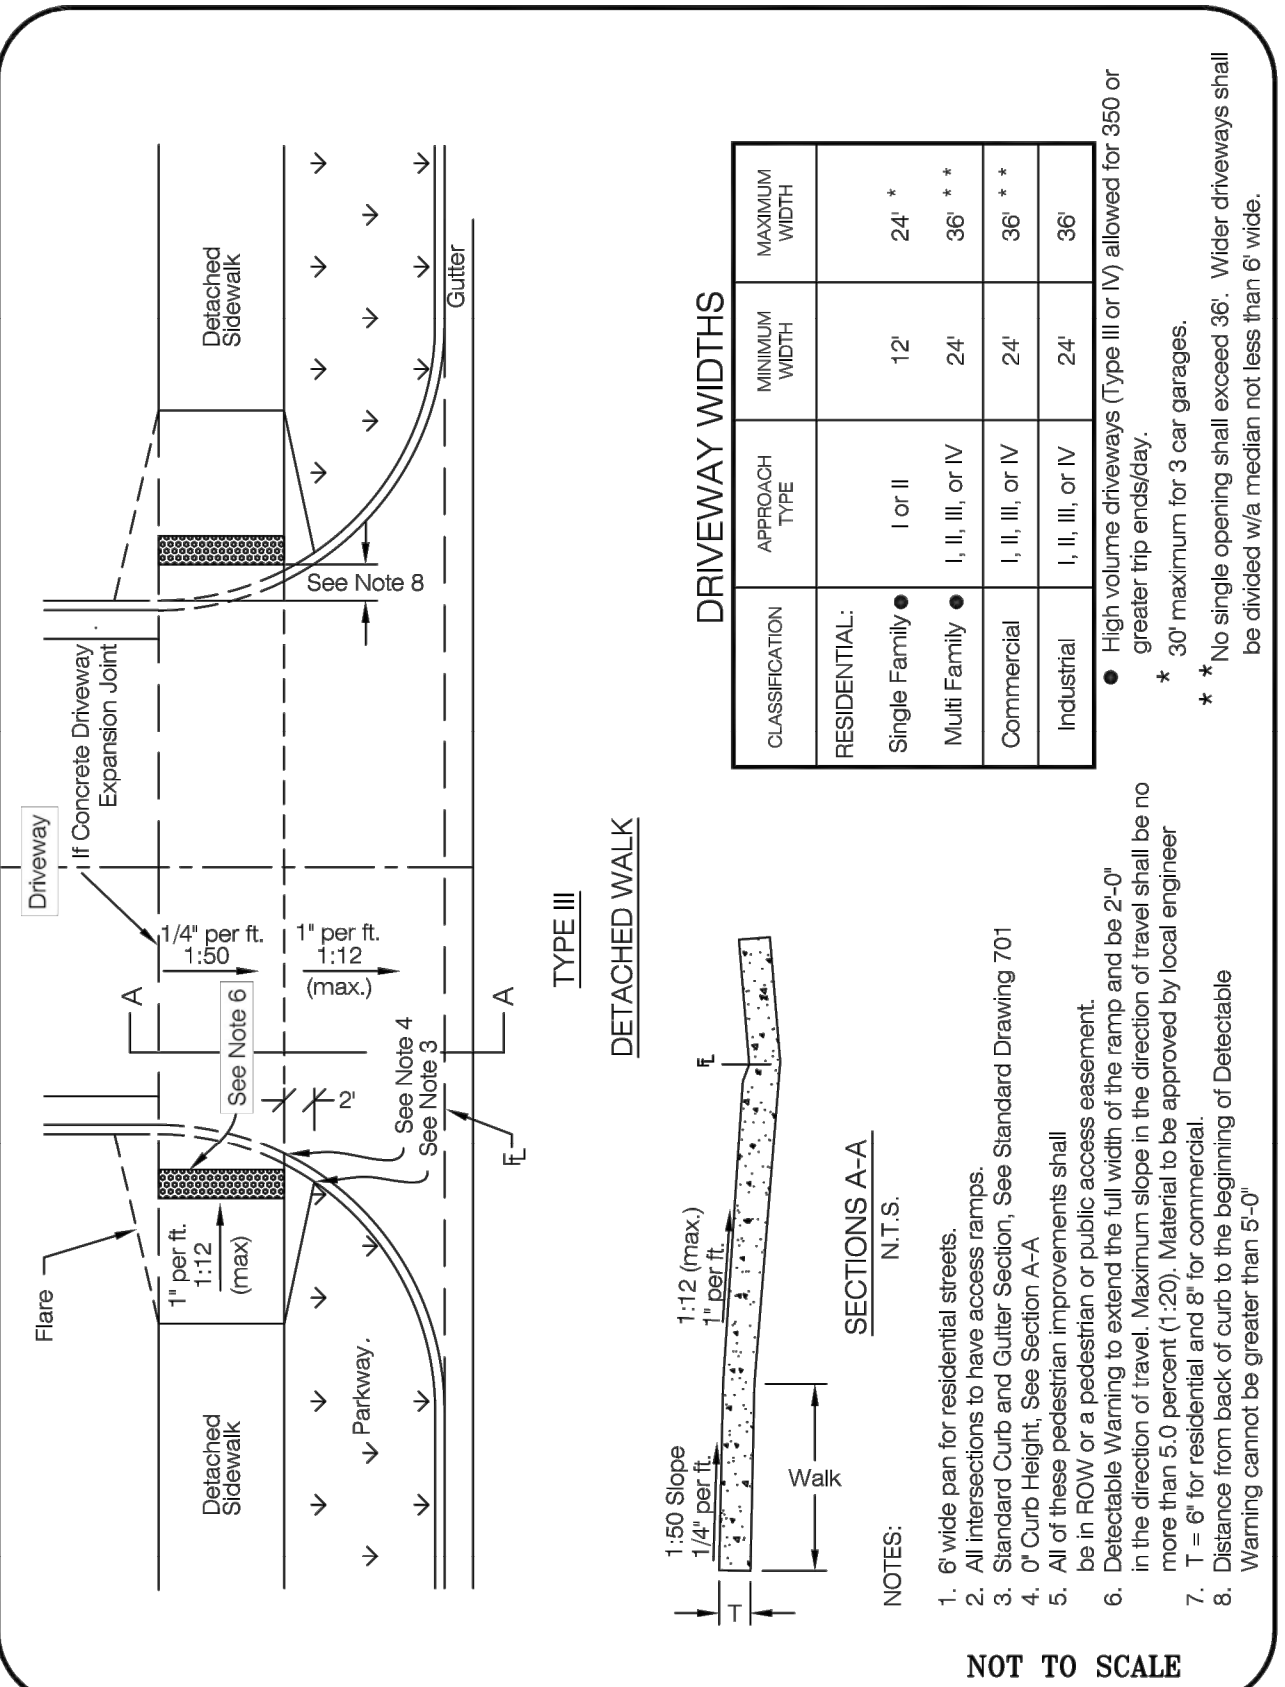 Driveway
If Concrete Driveway
Expansion Joint
Flare
Detached
Sidewalk
1" per ft.
1:12
(max)
See Note 6
A
1/4" per ft.
1:50
1" per ft.
1:12
(max.)
See Note 8
Detached
Sidewalk
Parkway.
2'
See Note 4
See Note 3
FL
A
Gutter
TYPE III
DETACHED WALK
1:50 Slope
1/4" per ft.
1:12 (max.)
1" per ft.
FL
T
Walk
SECTIONS A-A
N.T.S.
NOTES:
1. 6' wide pan for residential streets.
2. All intersections to have access ramps.
3. Standard Curb and Gutter Section, See Standard Drawing 701
4. 0" Curb Height, See Section A-A
5. All of these pedestrian improvements shall
be in ROW or a pedestrian or public access easement.
6. Detectable Warning to extend the full width of the ramp and be 2'-0"
in the direction of travel. Maximum slope in the direction of travel shall be no
more than 5.0 percent (1:20). Material to be approved by local engineer
7. T = 6" for residential and 8" for commercial.
8. Distance from back of curb to the beginning of Detectable
Warning cannot be greater than 5'-0"
DRIVEWAY WIDTHS
CLASSIFICATION APPROACH TYPE MINIMUM WIDTH MAXIMUM WIDTH
RESIDENTIAL:
Single Family ● I or II 12' 24' *
Multi Family ● I, II, III, or IV 24' 36' * *
Commercial I, II, III, or IV 24' 36' * *
Industrial I, II, III, or IV 24' 36'
● High volume driveways (Type III or IV) allowed for 350 or
greater trip ends/day.
* 30' maximum for 3 car garages.
* * No single opening shall exceed 36'. Wider driveways shall
be divided w/a median not less than 6' wide.
NOT TO SCALE